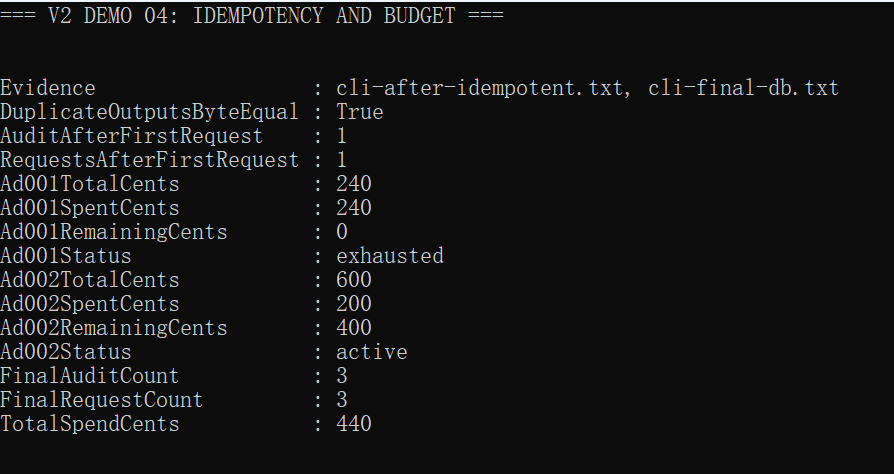 === V2 DEMO 04: IDEMPOTENCY AND BUDGET ===
Evidence : cli-after-idempotent.txt, cli-final-db.txt
DuplicateOutputsByteEqual : True
AuditAfterFirstRequest : 1
RequestsAfterFirstRequest : 1
Ad001TotalCents : 240
Ad001SpentCents : 240
Ad001RemainingCents : 0
Ad001Status : exhausted
Ad002TotalCents : 600
Ad002SpentCents : 200
Ad002RemainingCents : 400
Ad002Status : active
FinalAuditCount : 3
FinalRequestCount : 3
TotalSpendCents : 440